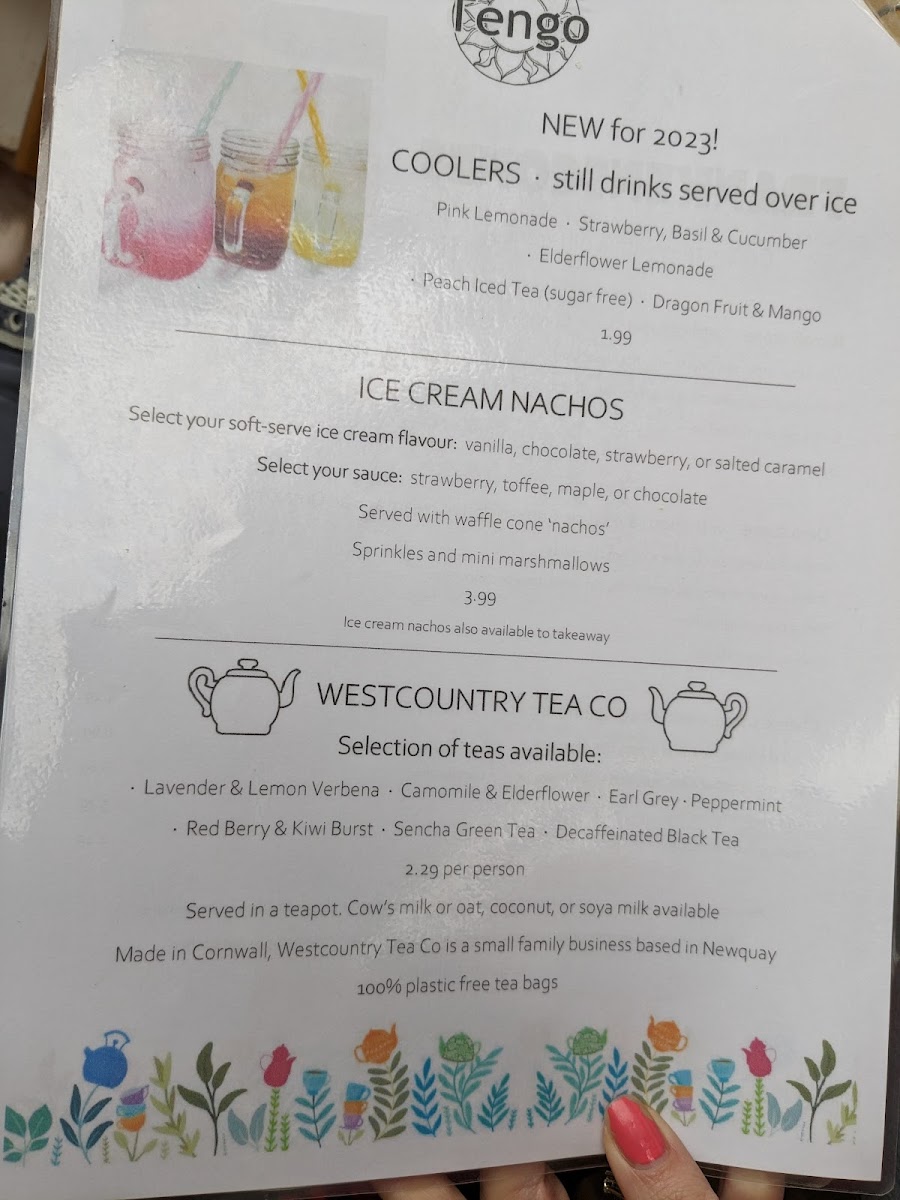 Tengo
NEW for 2023!
COOLERS · still drinks served over ice
Pink Lemonade · Strawberry, Basil & Cucumber
· Elderflower Lemonade
· Peach Iced Tea (sugar free) · Dragon Fruit & Mango
1.99
ICE CREAM NACHOS
Select your soft-serve ice cream flavour: vanilla, chocolate, strawberry, or salted caramel
Select your sauce: strawberry, toffee, maple, or chocolate
Served with waffle cone ‘nachos’
Sprinkles and mini marshmallows
3.99
Ice cream nachos also available to takeaway
WESTCOUNTRY TEA CO
Selection of teas available:
· Lavender & Lemon Verbena · Camomile & Elderflower · Earl Grey · Peppermint
· Red Berry & Kiwi Burst · Sencha Green Tea · Decaffeinated Black Tea
2.29 per person
Served in a teapot. Cow’s milk or oat, coconut, or soya milk available
Made in Cornwall, Westcountry Tea Co is a small family business based in Newquay
100% plastic free tea bags